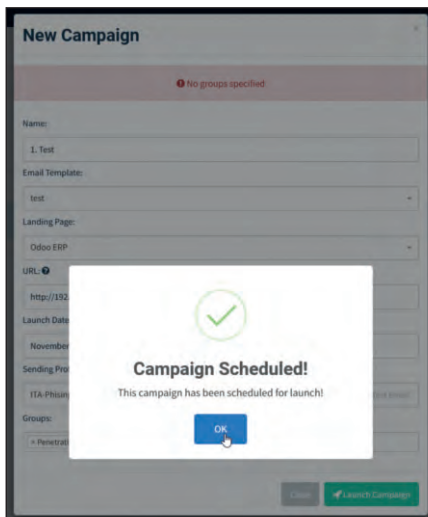 New Campaign
×
No groups specified
Name:
1. Test
Email Template:
test
Landing Page:
Odoo ERP
URL:
http://192.
Launch Date
November
Sending Pro
ITA-Phising
Groups:
× Penetrati
Campaign Scheduled!
This campaign has been scheduled for launch!
OK
Close
Launch Campaign